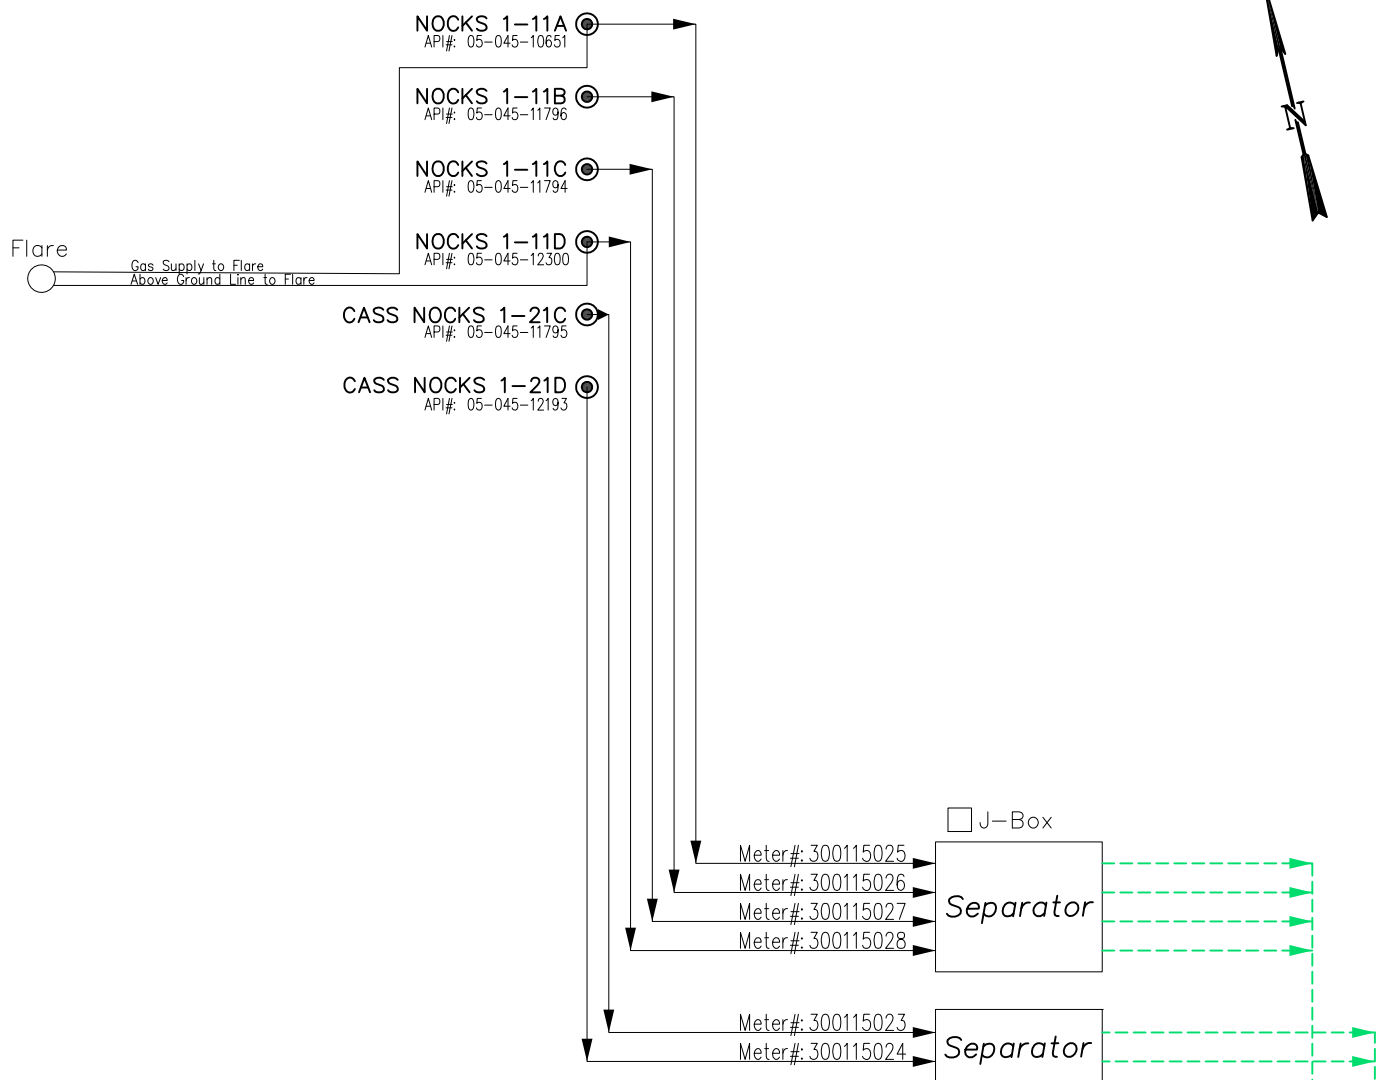 NOCKS 1-11A
API#: 05-045-10651
NOCKS 1-11B
API#: 05-045-11796
N
NOCKS 1-11C
API#: 05-045-11794
NOCKS 1-11D
API#: 05-045-12300
Flare
Gas Supply to Flare
Above Ground Line to Flare
CASS NOCKS 1-21C
API#: 05-045-11795
CASS NOCKS 1-21D
API#: 05-045-12193
J-Box
Meter#: 300115025
Meter#: 300115026
Separator
Meter#: 300115027
Meter#: 300115028
Meter#: 300115023
Separator
Meter#: 300115024